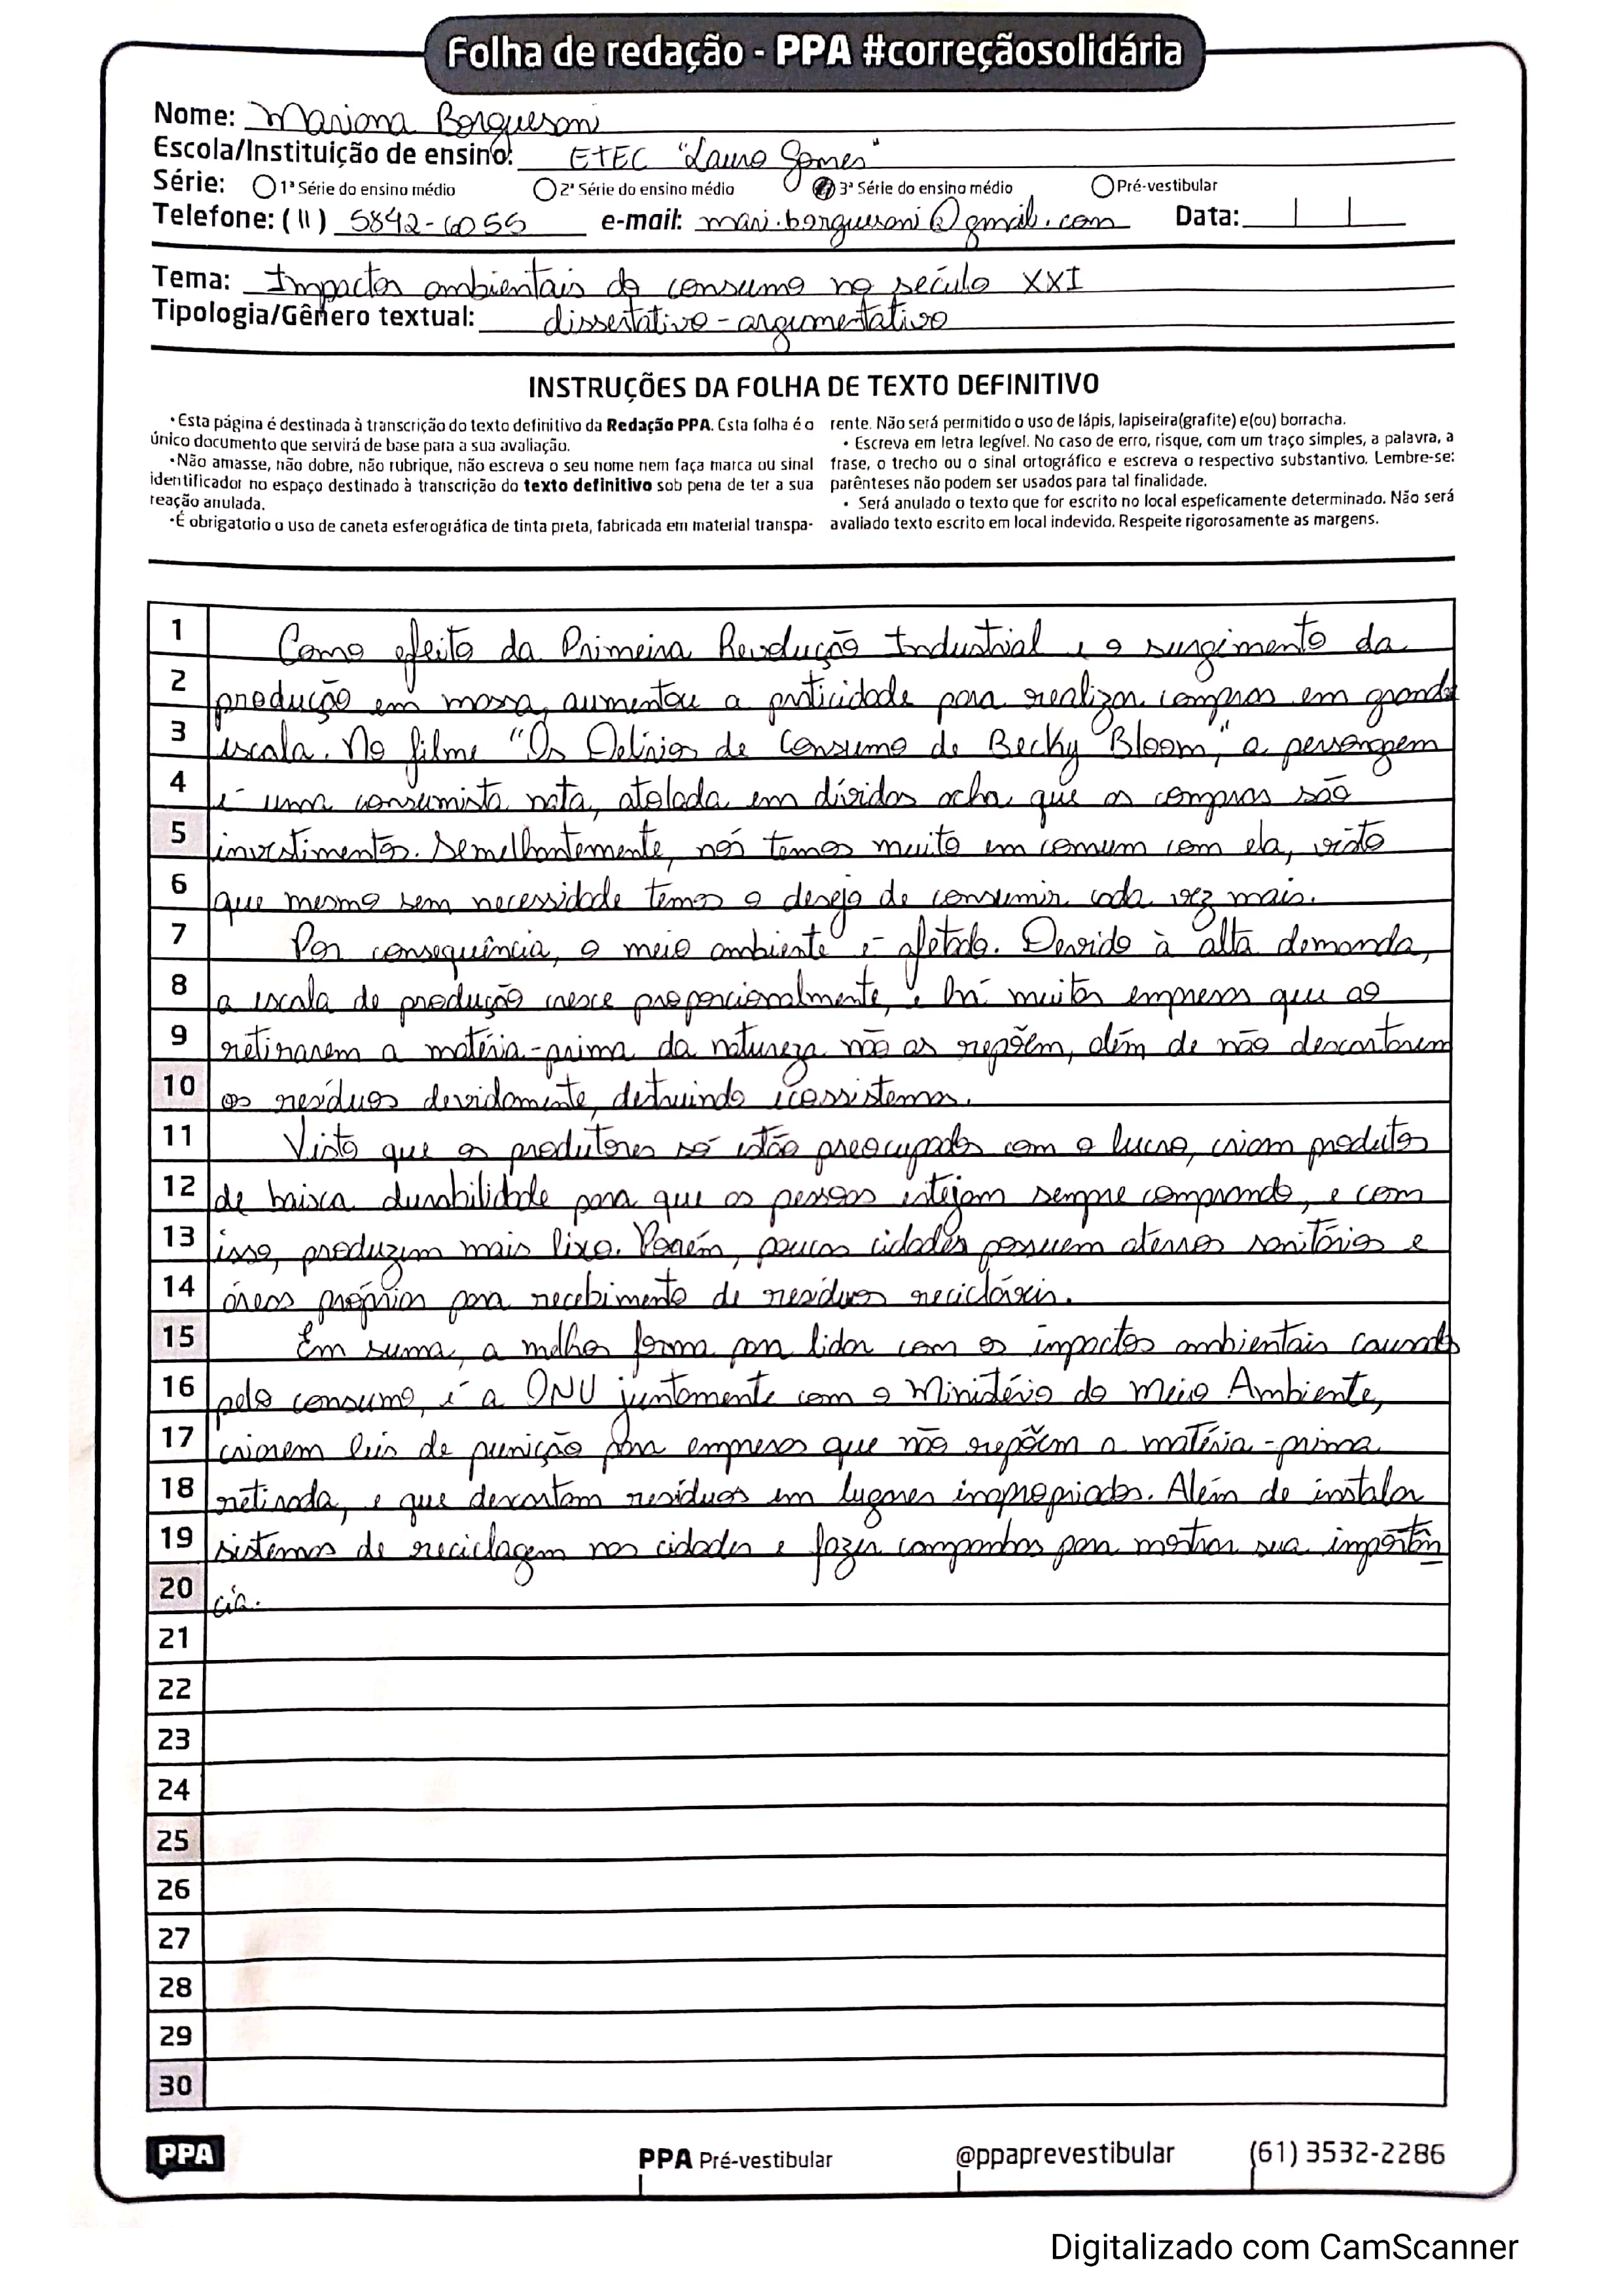 Folha de redação - PPA #correçãosolidária
Nome: Mariana Borguesoni
Escola/Instituição de ensino: ETEC "Lauro Gomes"
Série: 1ª Série do ensino médio 2ª Série do ensino médio 3ª Série do ensino médio Pré-vestibular
Telefone: (11) 5842-6055 e-mail: mari.borguesoni@gmail.com Data:
Tema: Impactos ambientais do consumo no século XXI
Tipologia/Gênero textual: dissertativo-argumentativo
INSTRUÇÕES DA FOLHA DE TEXTO DEFINITIVO
•Esta página é destinada à transcrição do texto definitivo da Redação PPA. Esta folha é o
único documento que servirá de base para a sua avaliação.
•Não amasse, não dobre, não rubrique, não escreva o seu nome nem faça marca ou sinal
identificador no espaço destinado à transcrição do texto definitivo sob pena de ter a sua
reação anulada.
•É obrigatorio o uso de caneta esferográfica de tinta preta, fabricada em material transpa-
rente. Não será permitido o uso de lápis, lapiseira(grafite) e(ou) borracha.
• Escreva em letra legível. No caso de erro, risque, com um traço simples, a palavra, a
frase, o trecho ou o sinal ortográfico e escreva o respectivo substantivo. Lembre-se:
parênteses não podem ser usados para tal finalidade.
• Será anulado o texto que for escrito no local espeficamente determinado. Não será
avaliado texto escrito em local indevido. Respeite rigorosamente as margens.
1 Como efeito da Primeira Revolução Industrial e o surgimento da
2 produção em massa, aumentou a praticidade para realizar compras em grande
3 escala. No filme "Os Delírios de Consumo de Becky Bloom," a personagem
4 é uma consumista nata, atolada em dívidas acha que as compras são
5 investimentos. Semelhantemente, nós temos muito em comum com ela, visto
6 que mesmo sem necessidade temos o desejo de consumir cada vez mais.
7 Por consequência, o meio ambiente é afetado. Devido à alta demanda,
8 a escala de produção cresce proporcionalmente, e há muitas empresas que ao
9 retirarem a matéria-prima da natureza não as repõem, além de não descartarem
10 os resíduos devidamente, destruindo ecossistemas.
11 Visto que os produtores só estão preocupados com o lucro, criam produtos
12 de baixa durabilidade para que as pessoas estejam sempre comprando, e com
13 isso, produzem mais lixo. Porém, poucas cidades possuem aterros sanitários e
14 áreas próprias para recebimento de resíduos recicláveis.
15 Em suma, a melhor forma para lidar com os impactos ambientais causados
16 pelo consumo, é a ONU juntamente com o Ministério do Meio Ambiente,
17 criarem leis de punição para empresas que não repõem a matéria-prima
18 retirada, e que descartam resíduos em lugares inapropriados. Além de instalar
19 sistemas de reciclagem nas cidades e fazer campanhas para mostrar sua importân
20 cia.
21
22
23
24
25
26
27
28
29
30
PPA PPA Pré-vestibular @ppaprevestibular (61) 3532-2286
Digitalizado com CamScanner